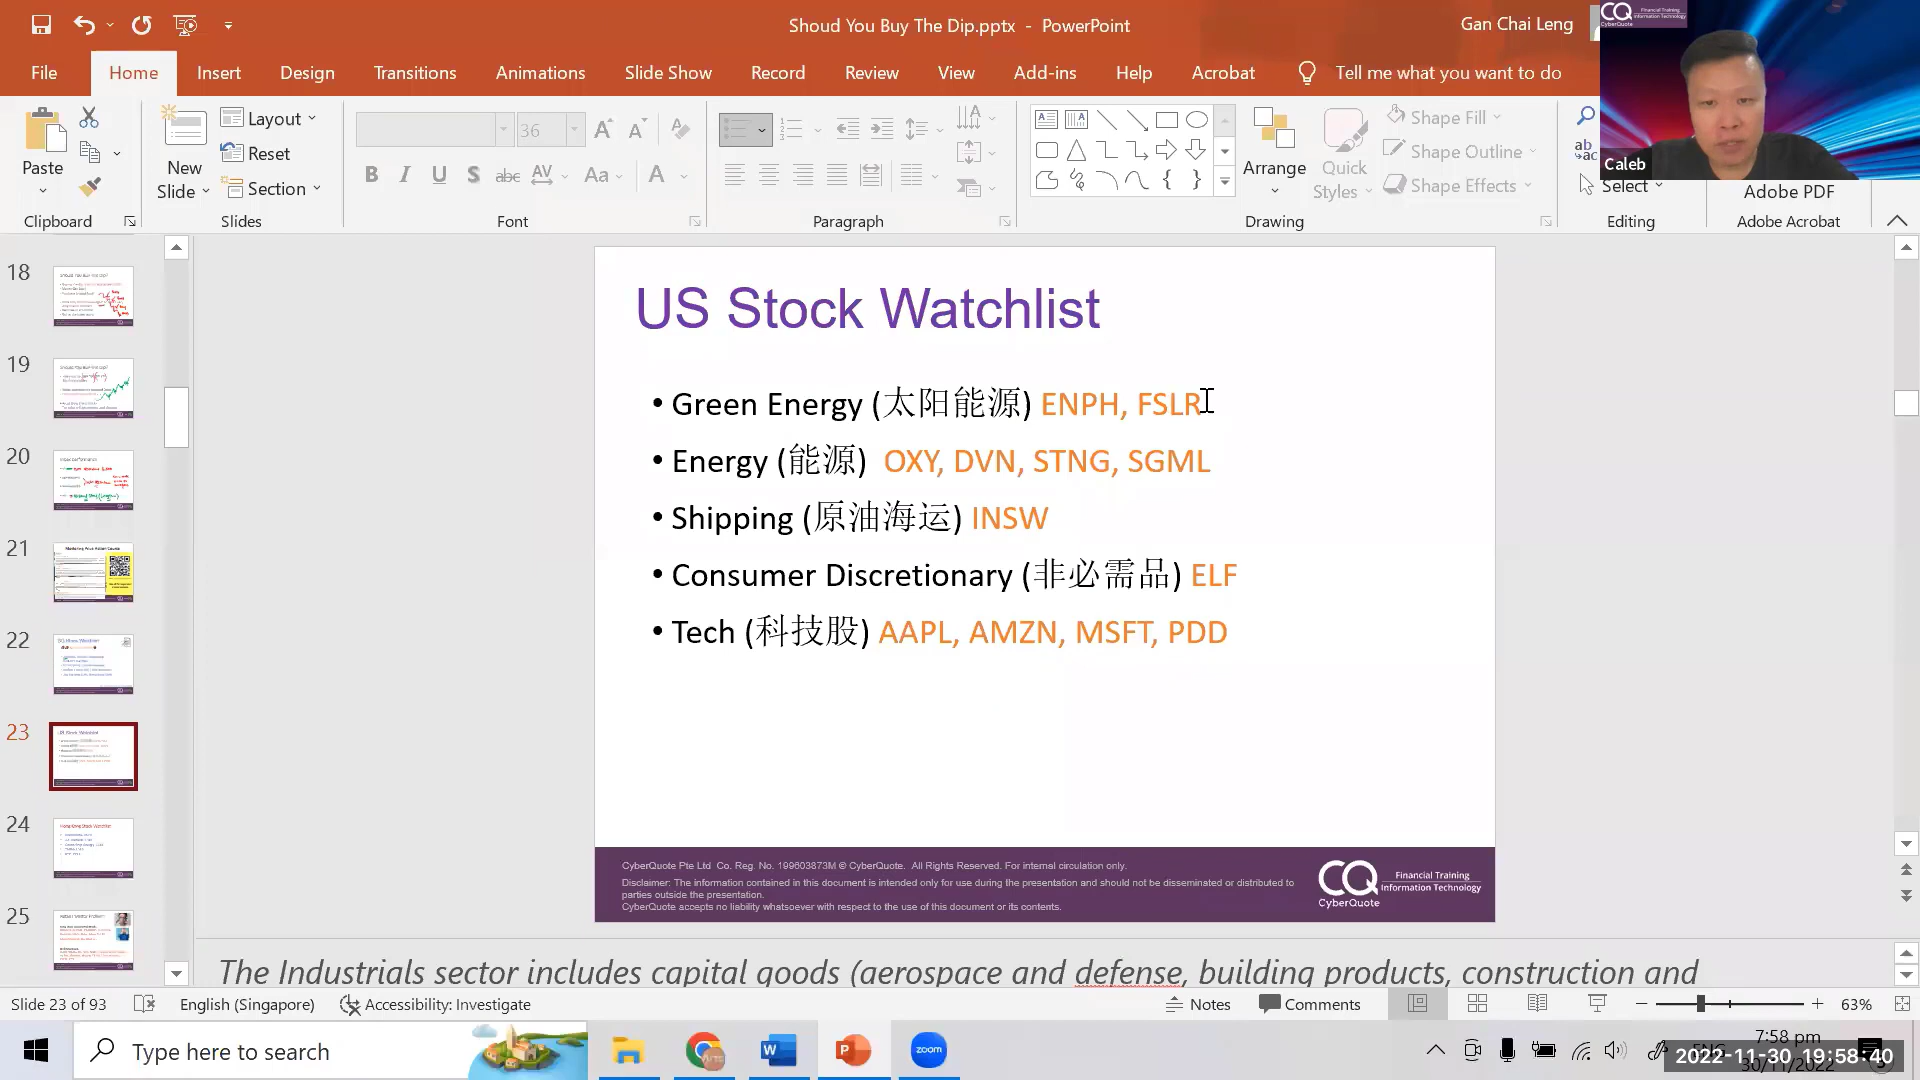 Shoud You Buy The Dip.pptx - PowerPoint
Gan Chai Leng
File Home Insert Design Transitions Animations Slide Show Record Review View Add-ins Help Acrobat Tell me what you want to do
Paste
Clipboard
New Slide
Layout
Reset
Section
Slides
36
B I U S abc AV Aa A
Font
Paragraph
Arrange
Quick Styles
Shape Fill
Shape Outline
Shape Effects
Drawing
Select
Editing
Adobe PDF
Adobe Acrobat
CQ Financial Training
Information Technology
CyberQuote
Caleb
18
19
20
21
22
23
24
25
US Stock Watchlist
• Green Energy (太阳能源) ENPH, FSLR
• Energy (能源) OXY, DVN, STNG, SGML
• Shipping (原油海运) INSW
• Consumer Discretionary (非必需品) ELF
• Tech (科技股) AAPL, AMZN, MSFT, PDD
CyberQuote Pte Ltd Co. Reg. No. 199603873M © CyberQuote. All Rights Reserved. For internal circulation only.
Disclaimer: The information contained in this document is intended only for use during the presentation and should not be disseminated or distributed to
parties outside the presentation.
CyberQuote accepts no liability whatsoever with respect to the use of this document or its contents.
CQ Financial Training
Information Technology
CyberQuote
The Industrials sector includes capital goods (aerospace and defense, building products, construction and
Slide 23 of 93 English (Singapore) Accessibility: Investigate Notes Comments 63%
Type here to search
zoom
7:58 pm
2022-11-30 19:58:40